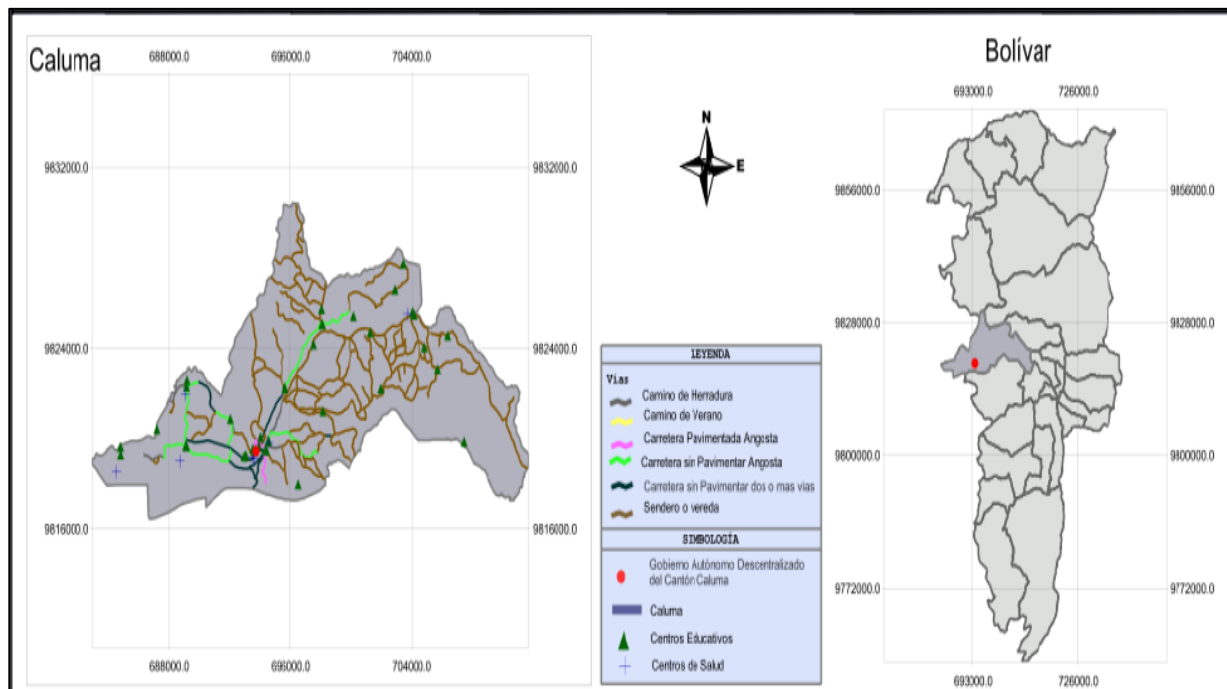 Caluma
688000.0
696000.0
704000.0
9832000.0
9832000.0
9824000.0
9824000.0
9816000.0
9816000.0
688000.0
696000.0
704000.0
N
E
LEYENDA
Vias
Camino de Herradura
Camino de Verano
Carretera Pavimentada Angosta
Carretera sin Pavimentar Angosta
Carretera sin Pavimentar dos o mas vias
Sendero o vereda
SIMBOLOGÍA
Gobierno Autónomo Descentralizado
del Cantón Caluma
Caluma
Centros Educativos
Centros de Salud
Bolívar
693000.0
726000.0
9856000.0
9856000.0
9828000.0
9828000.0
9800000.0
9800000.0
9772000.0
9772000.0
693000.0
726000.0